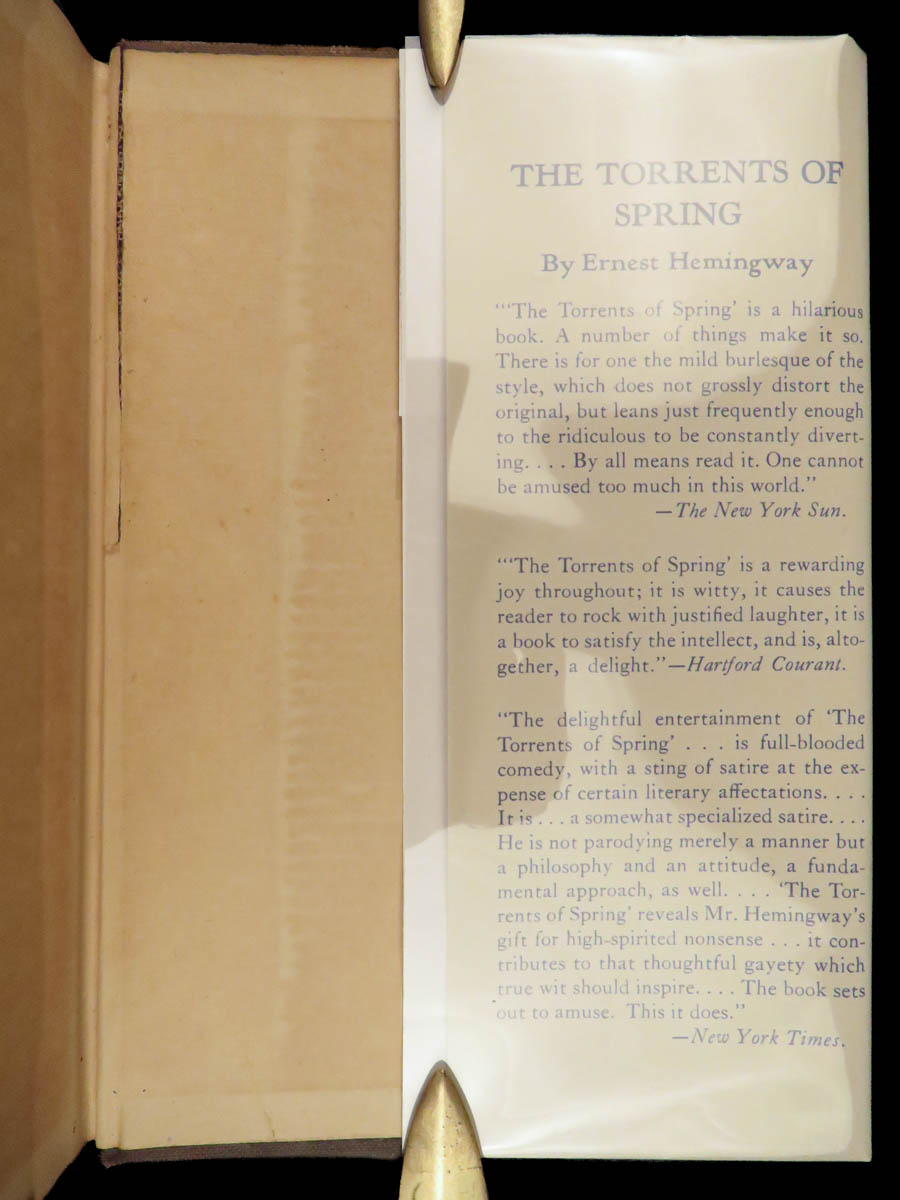 THE TORRENTS OF
SPRING
By Ernest Hemingway
“‘The Torrents of Spring’ is a hilarious
book. A number of things make it so.
There is for one the mild burlesque of the
style, which does not grossly distort the
original, but leans just frequently enough
to the ridiculous to be constantly divert-
ing. . . . By all means read it. One cannot
be amused too much in this world.”
—The New York Sun.
“‘The Torrents of Spring’ is a rewarding
joy throughout; it is witty, it causes the
reader to rock with justified laughter, it is
a book to satisfy the intellect, and is, alto-
gether, a delight.”—Hartford Courant.
“The delightful entertainment of ‘The
Torrents of Spring’ . . . is full-blooded
comedy, with a sting of satire at the ex-
pense of certain literary affectations. . . .
It is . . . a somewhat specialized satire. . . .
He is not parodying merely a manner but
a philosophy and an attitude, a funda-
mental approach, as well. . . . ‘The Tor-
rents of Spring’ reveals Mr. Hemingway’s
gift for high-spirited nonsense . . . it con-
tributes to that thoughtful gayety which
true wit should inspire. . . . The book sets
out to amuse. This it does.”
—New York Times.